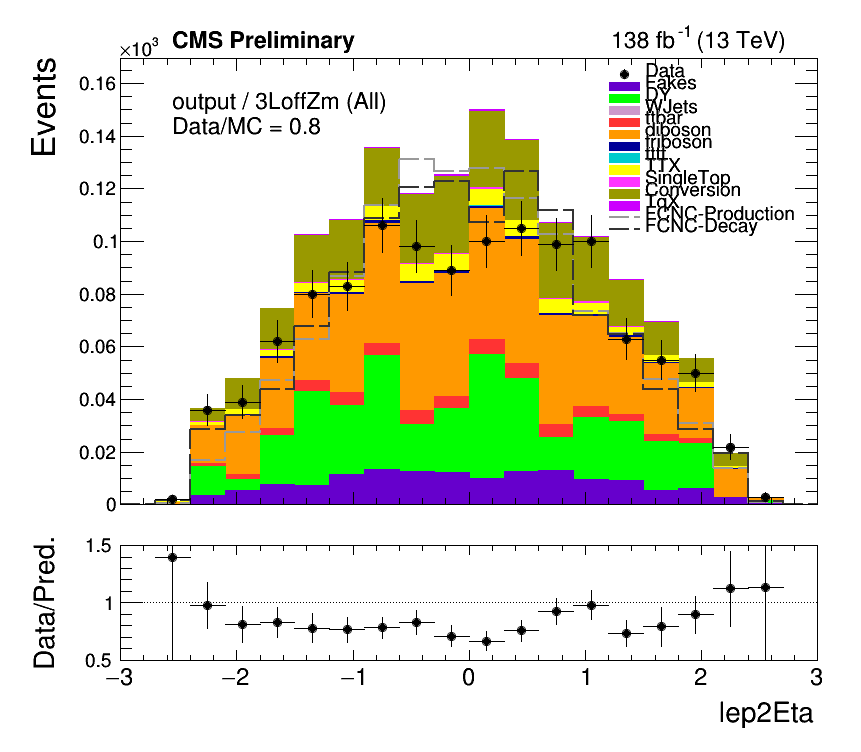 ×10³ CMS Preliminary 138 fb⁻¹ (13 TeV)
Events
output / 3LoffZm (All)
Data/MC = 0.8
Data
Fakes
DY
WJets
ttbar
diboson
triboson
tttt
TTX
SingleTop
Conversion
TqX
FCNC-Production
FCNC-Decay
0.16
0.14
0.12
0.1
0.08
0.06
0.04
0.02
0
Data/Pred.
1.5
1
0.5
−3 −2 −1 0 1 2 3
lep2Eta